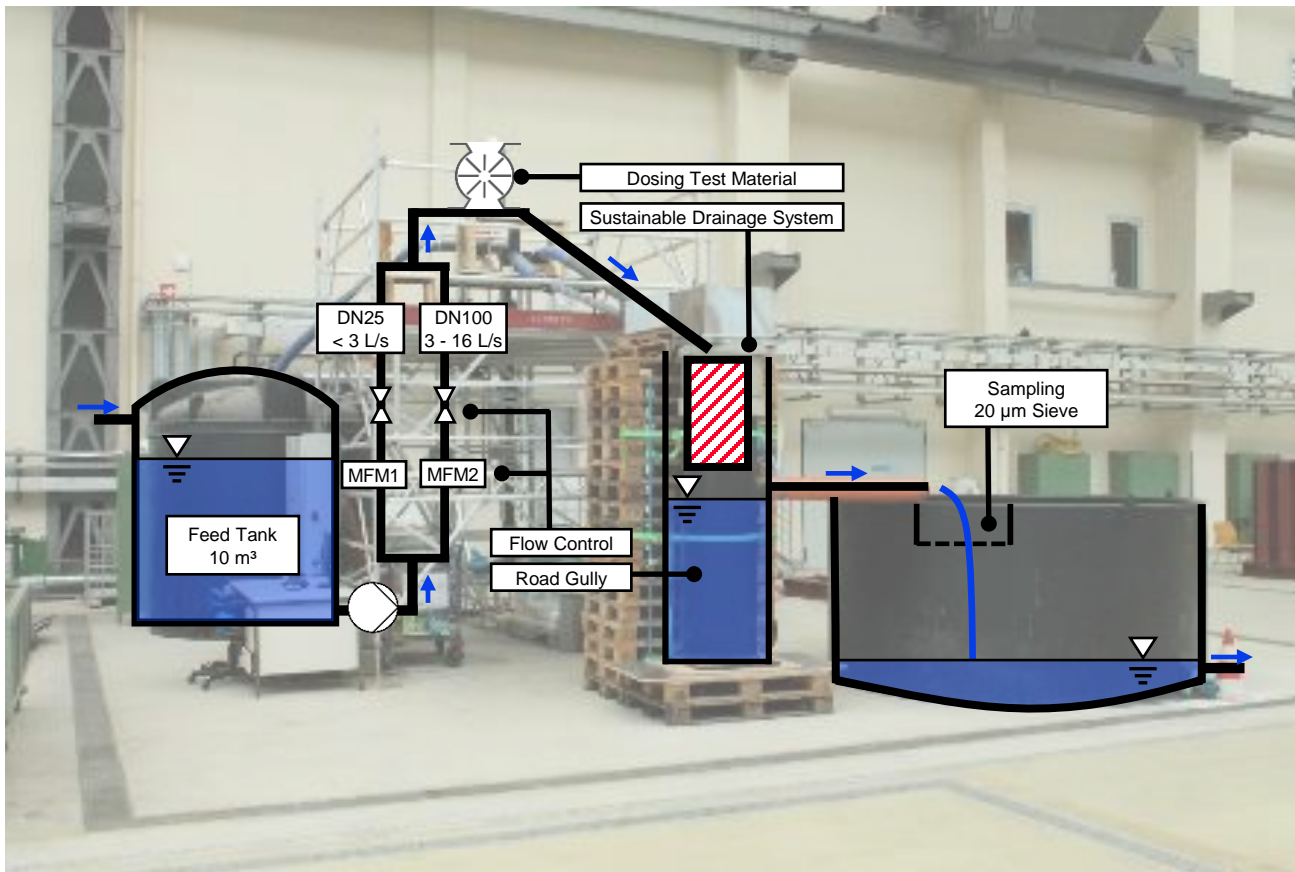 Dosing Test Material
Sustainable Drainage System
DN25
< 3 L/s
DN100
3 - 16 L/s
Sampling
20 µm Sieve
MFM1
MFM2
Feed Tank
10 m³
Flow Control
Road Gully